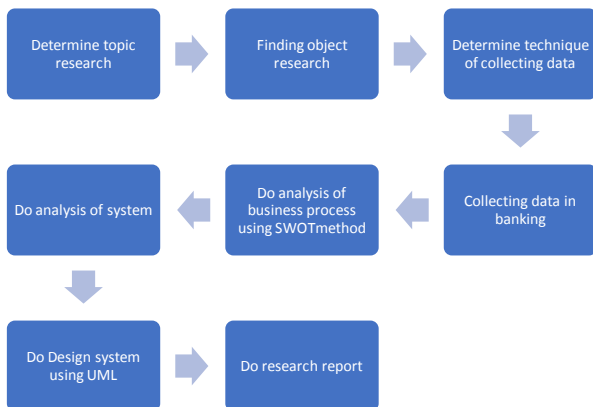 Determine topic
research
Finding object
research
Determine technique
of collecting data
Collecting data in
banking
Do analysis of
business process
using SWOTmethod
Do analysis of system
Do Design system
using UML
Do research report